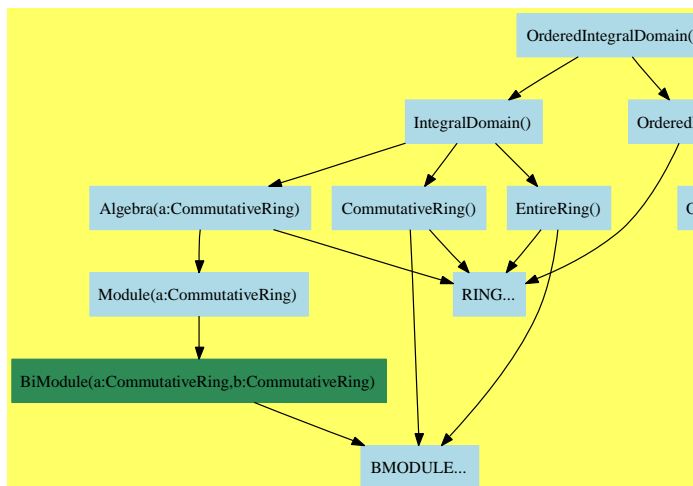 OrderedIntegralDomain(
IntegralDomain()
Algebra(a:CommutativeRing)
CommutativeRing()
EntireRing()
Module(a:CommutativeRing)
RING...
BiModule(a:CommutativeRing,b:CommutativeRing)
BMODULE...